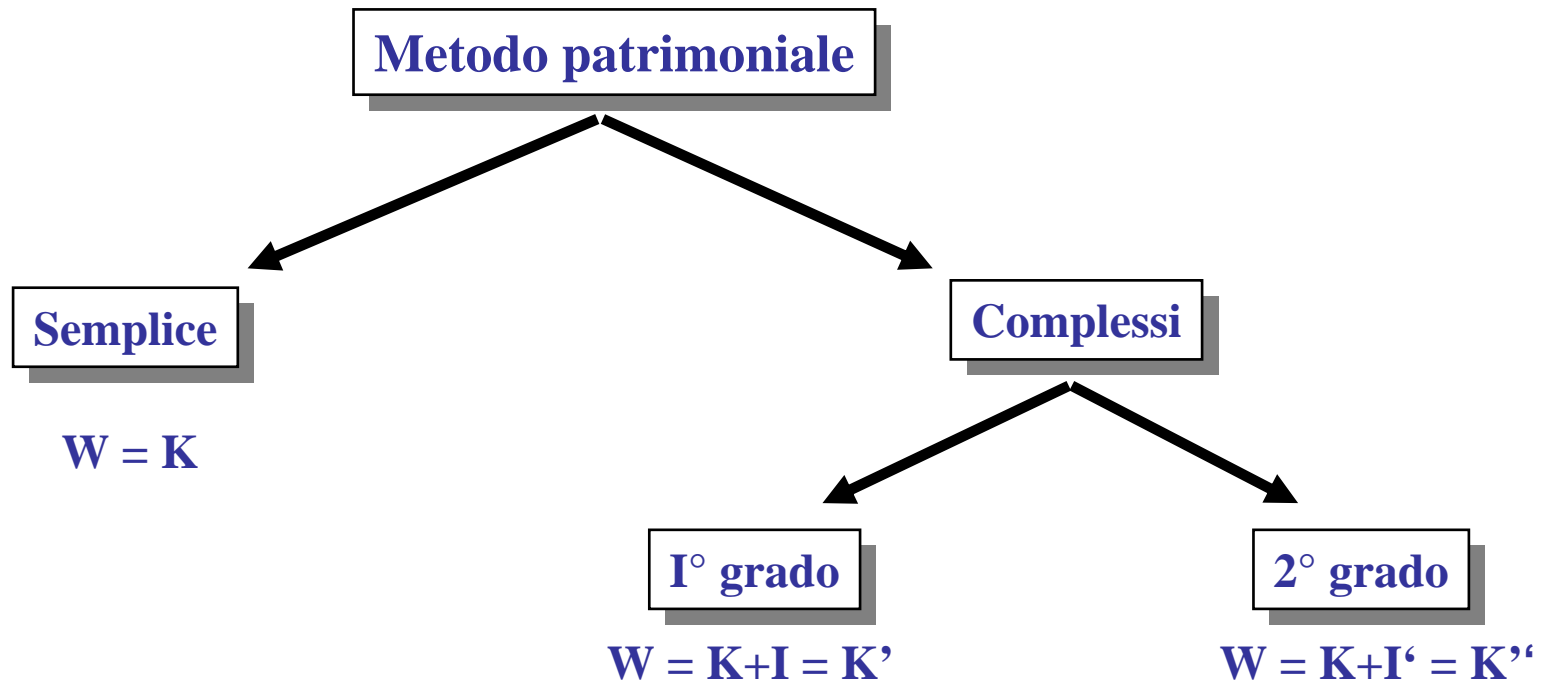 Metodo patrimoniale
Semplice
Complessi
W = K
I° grado
2° grado
W = K+I = K’
W = K+I‘ = K’‘